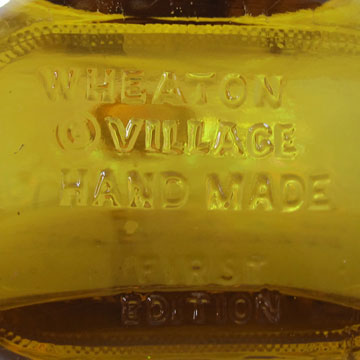 WHEATON
© VILLAGE
HAND MADE
FIRST
EDITION